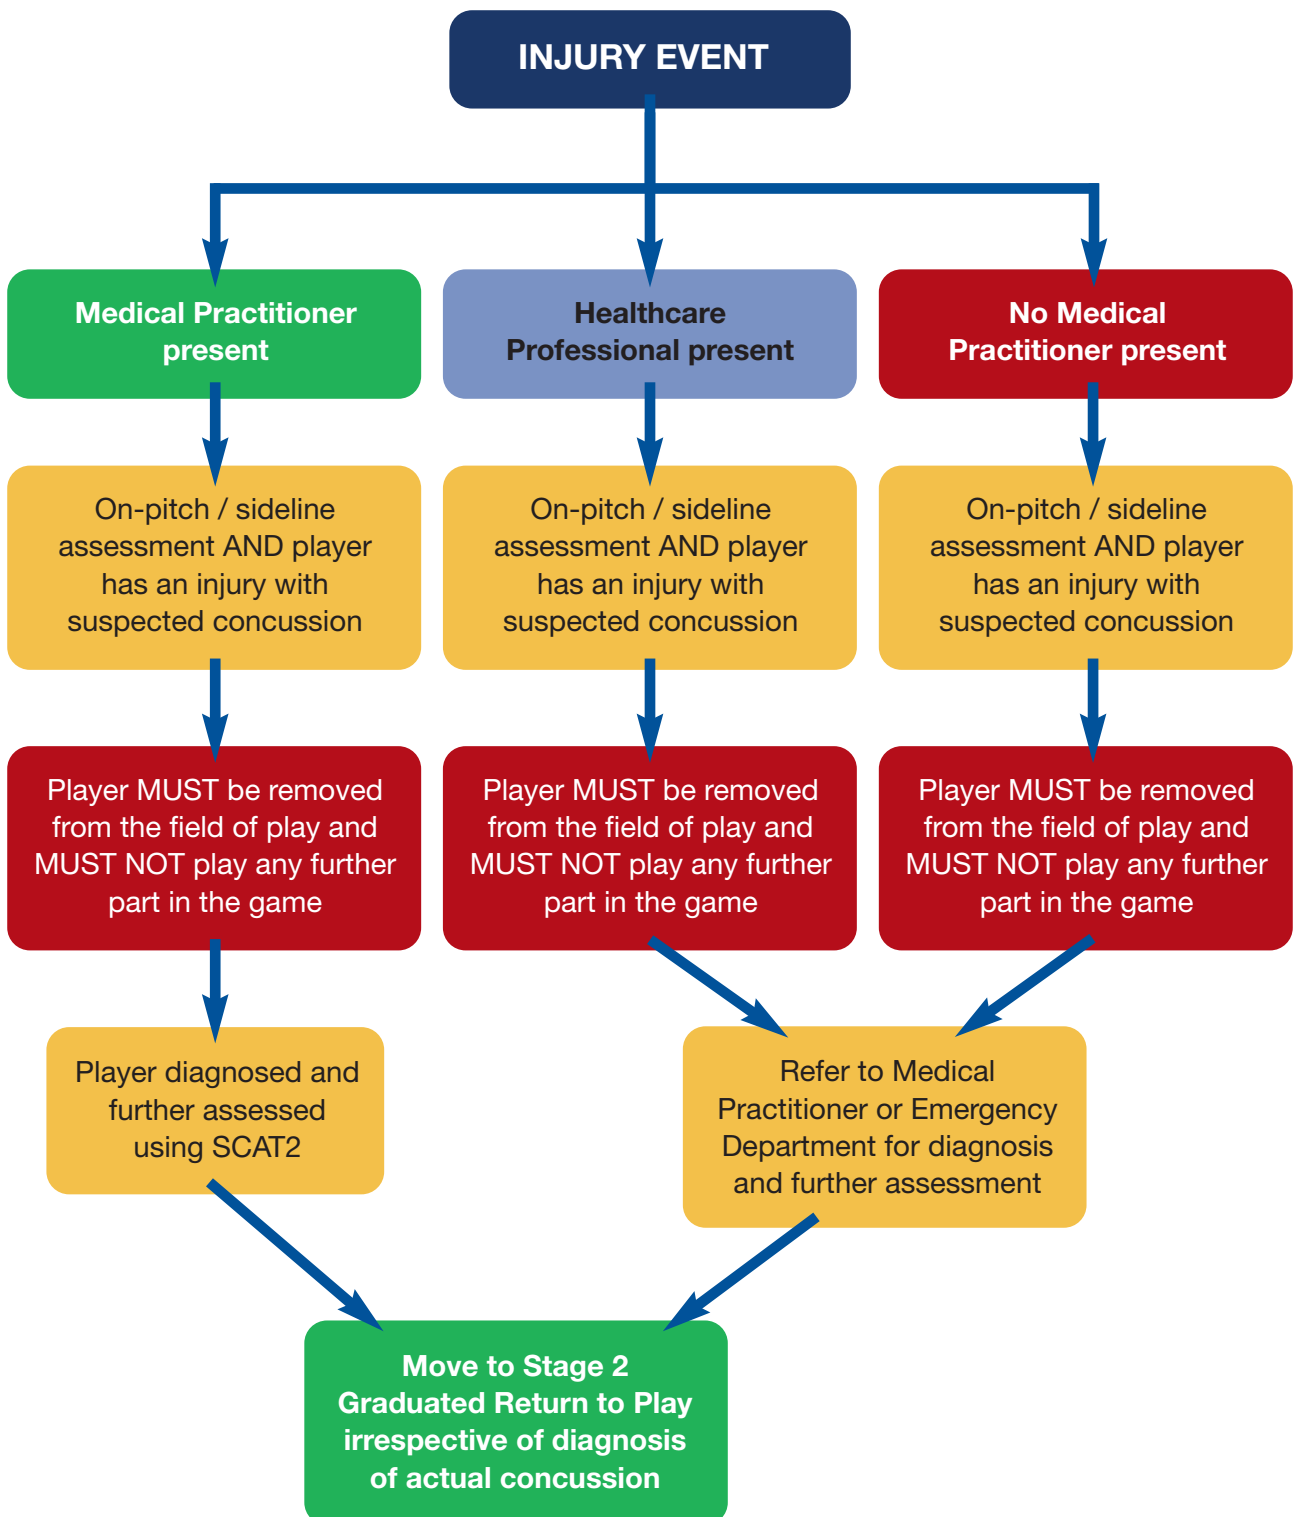 INJURY EVENT
Medical Practitioner
present
Healthcare
Professional present
No Medical
Practitioner present
On-pitch / sideline
assessment AND player
has an injury with
suspected concussion
On-pitch / sideline
assessment AND player
has an injury with
suspected concussion
On-pitch / sideline
assessment AND player
has an injury with
suspected concussion
Player MUST be removed
from the field of play and
MUST NOT play any further
part in the game
Player MUST be removed
from the field of play and
MUST NOT play any further
part in the game
Player MUST be removed
from the field of play and
MUST NOT play any further
part in the game
Player diagnosed and
further assessed
using SCAT2
Refer to Medical
Practitioner or Emergency
Department for diagnosis
and further assessment
Move to Stage 2
Graduated Return to Play
irrespective of diagnosis
of actual concussion